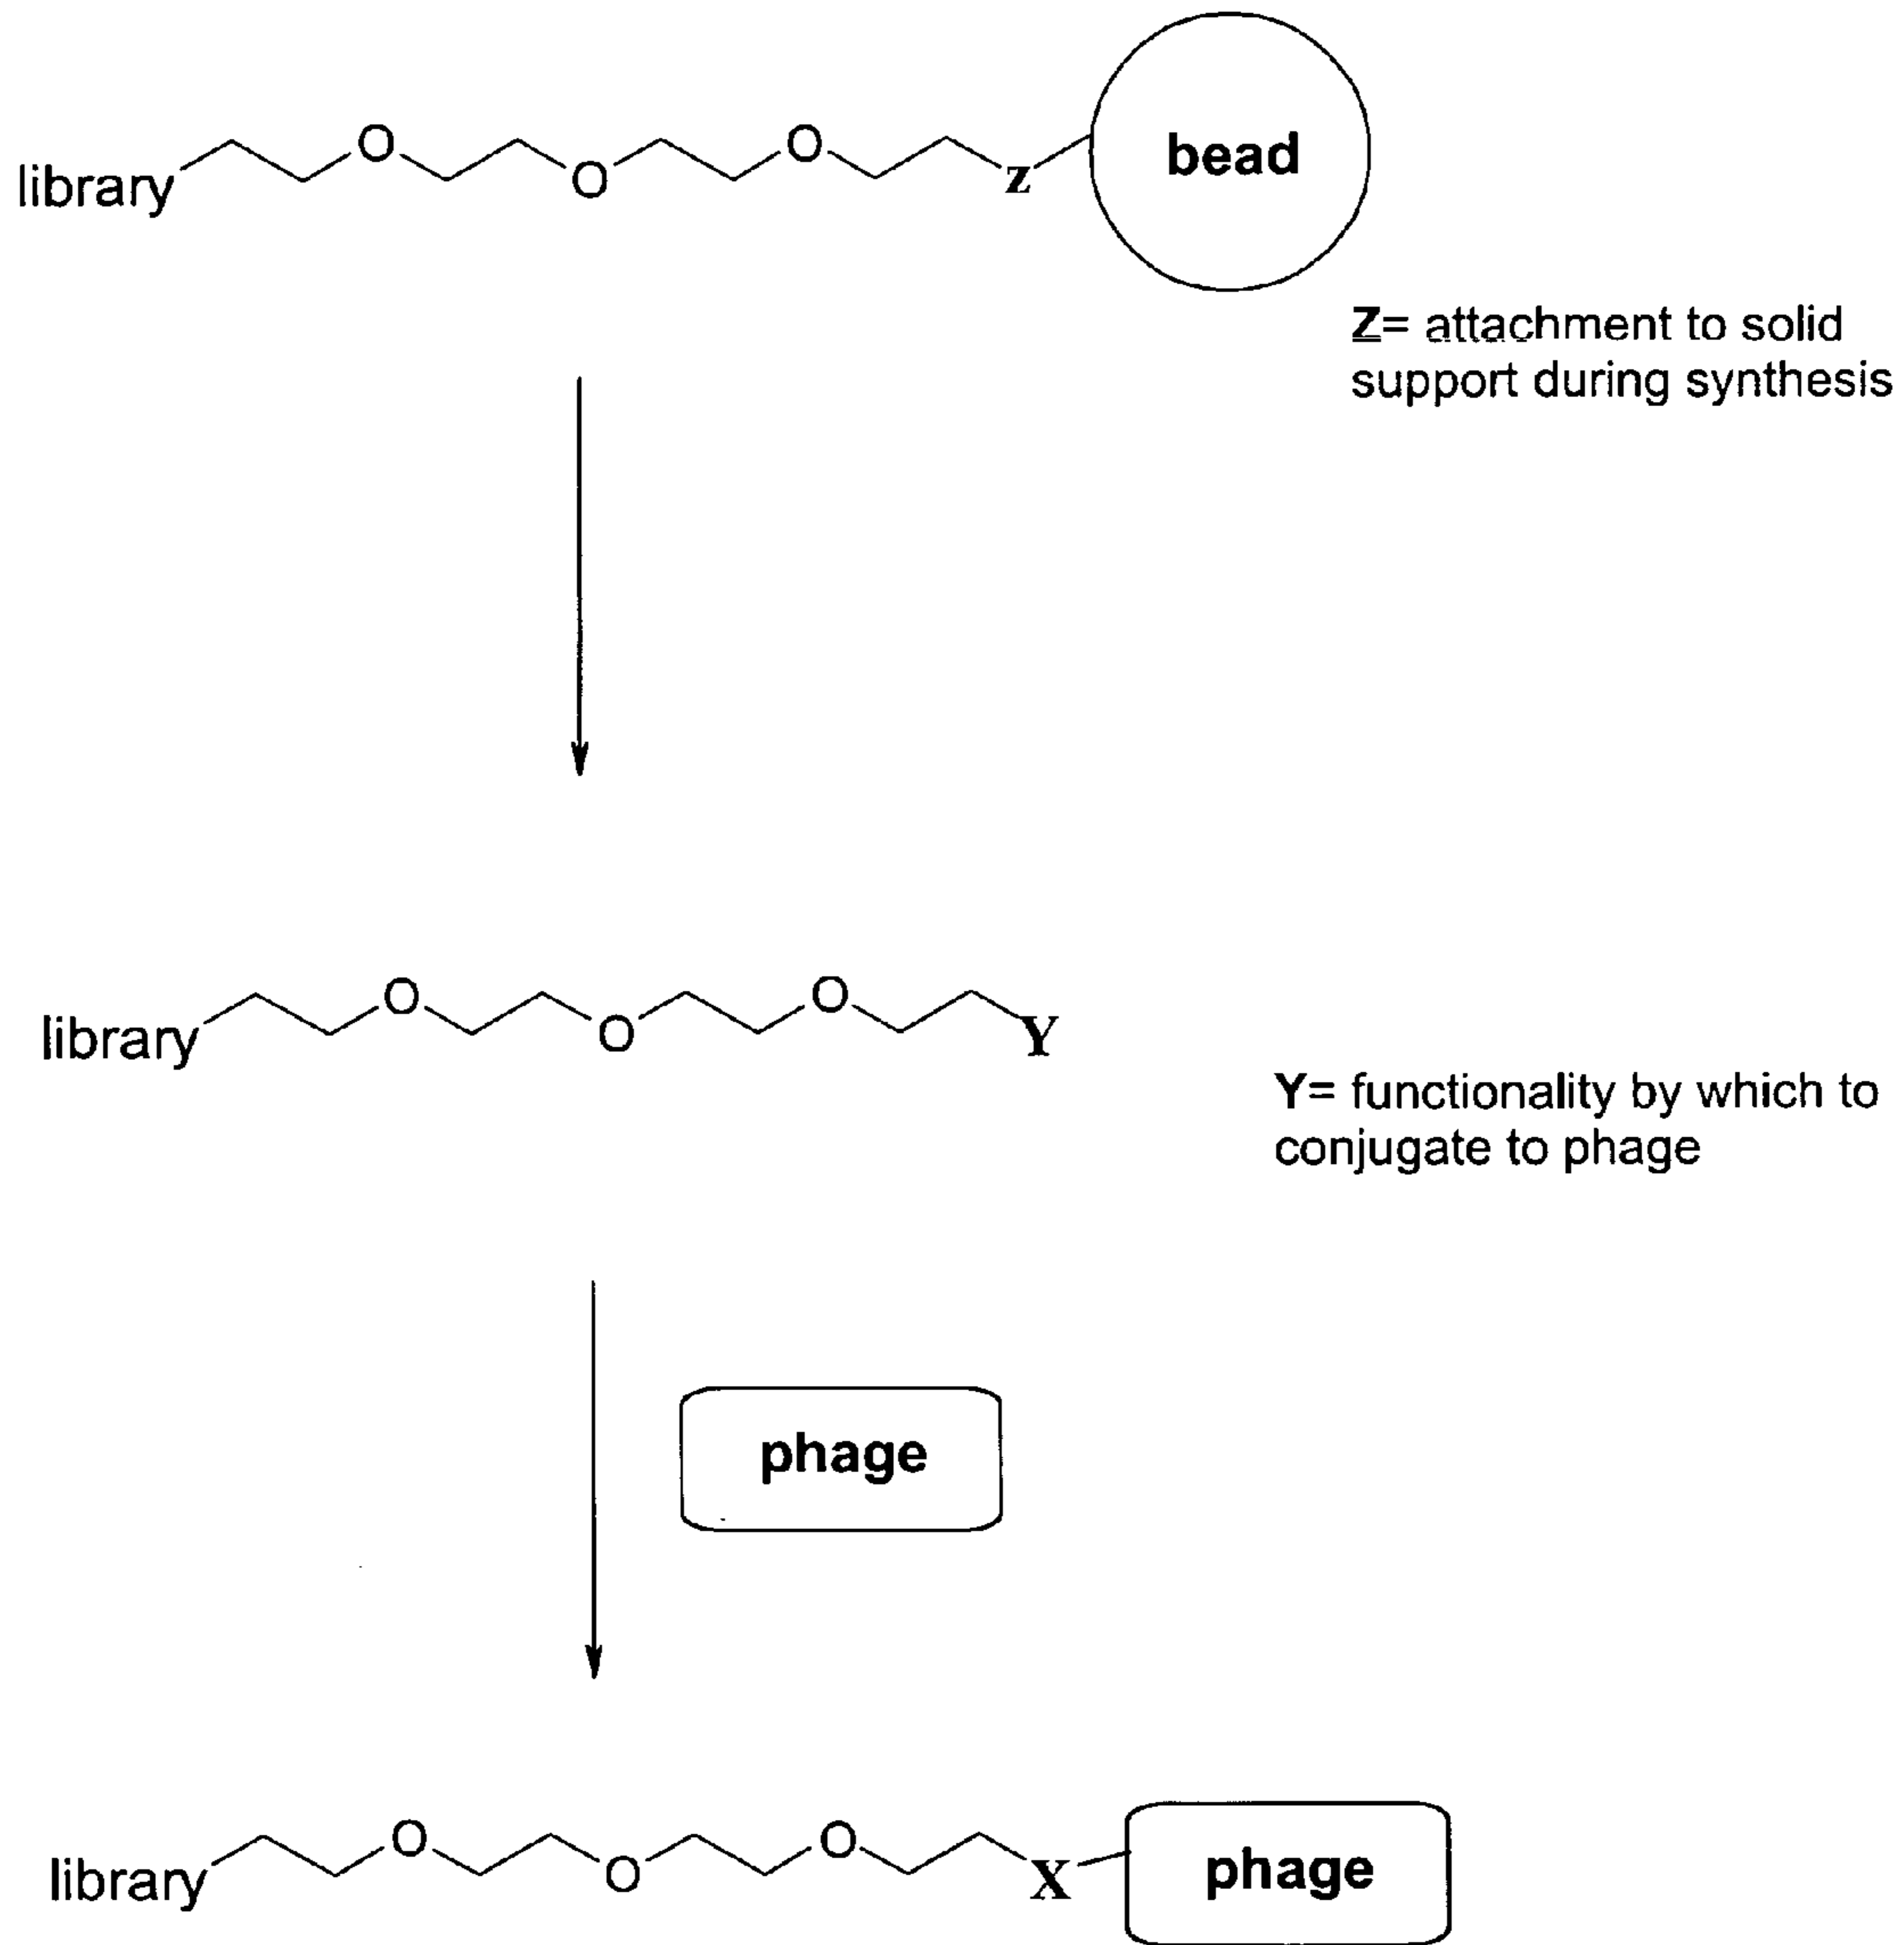 library O O O z bead
Z= attachment to solid
support during synthesis
library O O O Y
Y= functionality by which to
conjugate to phage
phage
library O O O X phage